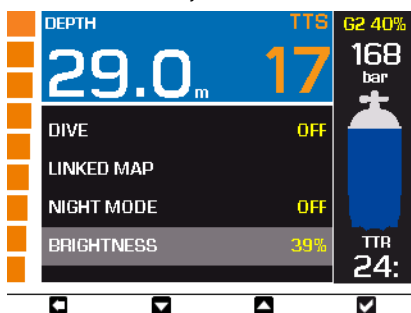 DEPTH TTS G2 40%
29.0m 17 168
bar
DIVE OFF
LINKED MAP
NIGHT MODE OFF
BRIGHTNESS 39%
TTR
24: